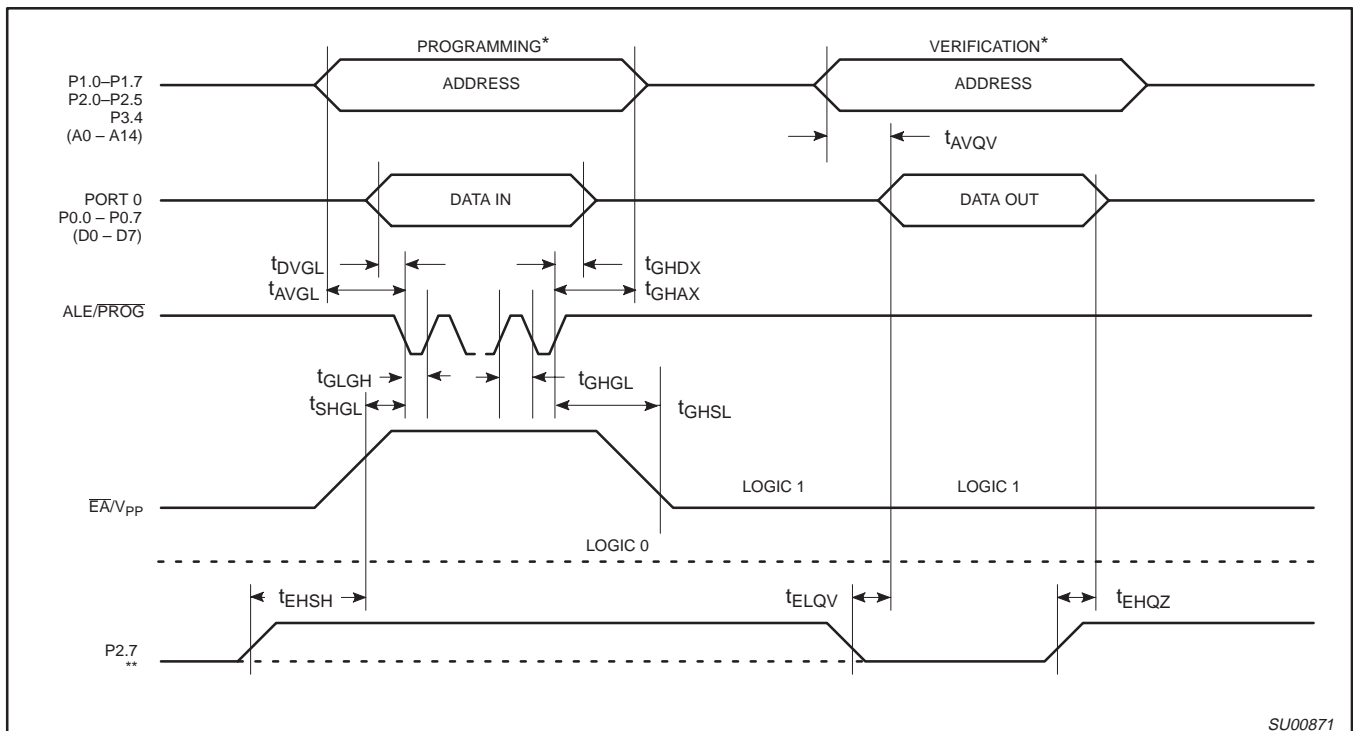 PROGRAMMING*
VERIFICATION*
P1.0–P1.7
P2.0–P2.5
P3.4
(A0 – A14)
ADDRESS
ADDRESS
tAVQV
PORT 0
P0.0 – P0.7
(D0 – D7)
DATA IN
DATA OUT
tDVGL
tGHDX
tAVGL
tGHAX
ALE/PROG
tGLGH
tGHGL
tSHGL
tGHSL
EA/VPP
LOGIC 1
LOGIC 1
LOGIC 0
tEHSH
tELQV
tEHQZ
P2.7
**
SU00871